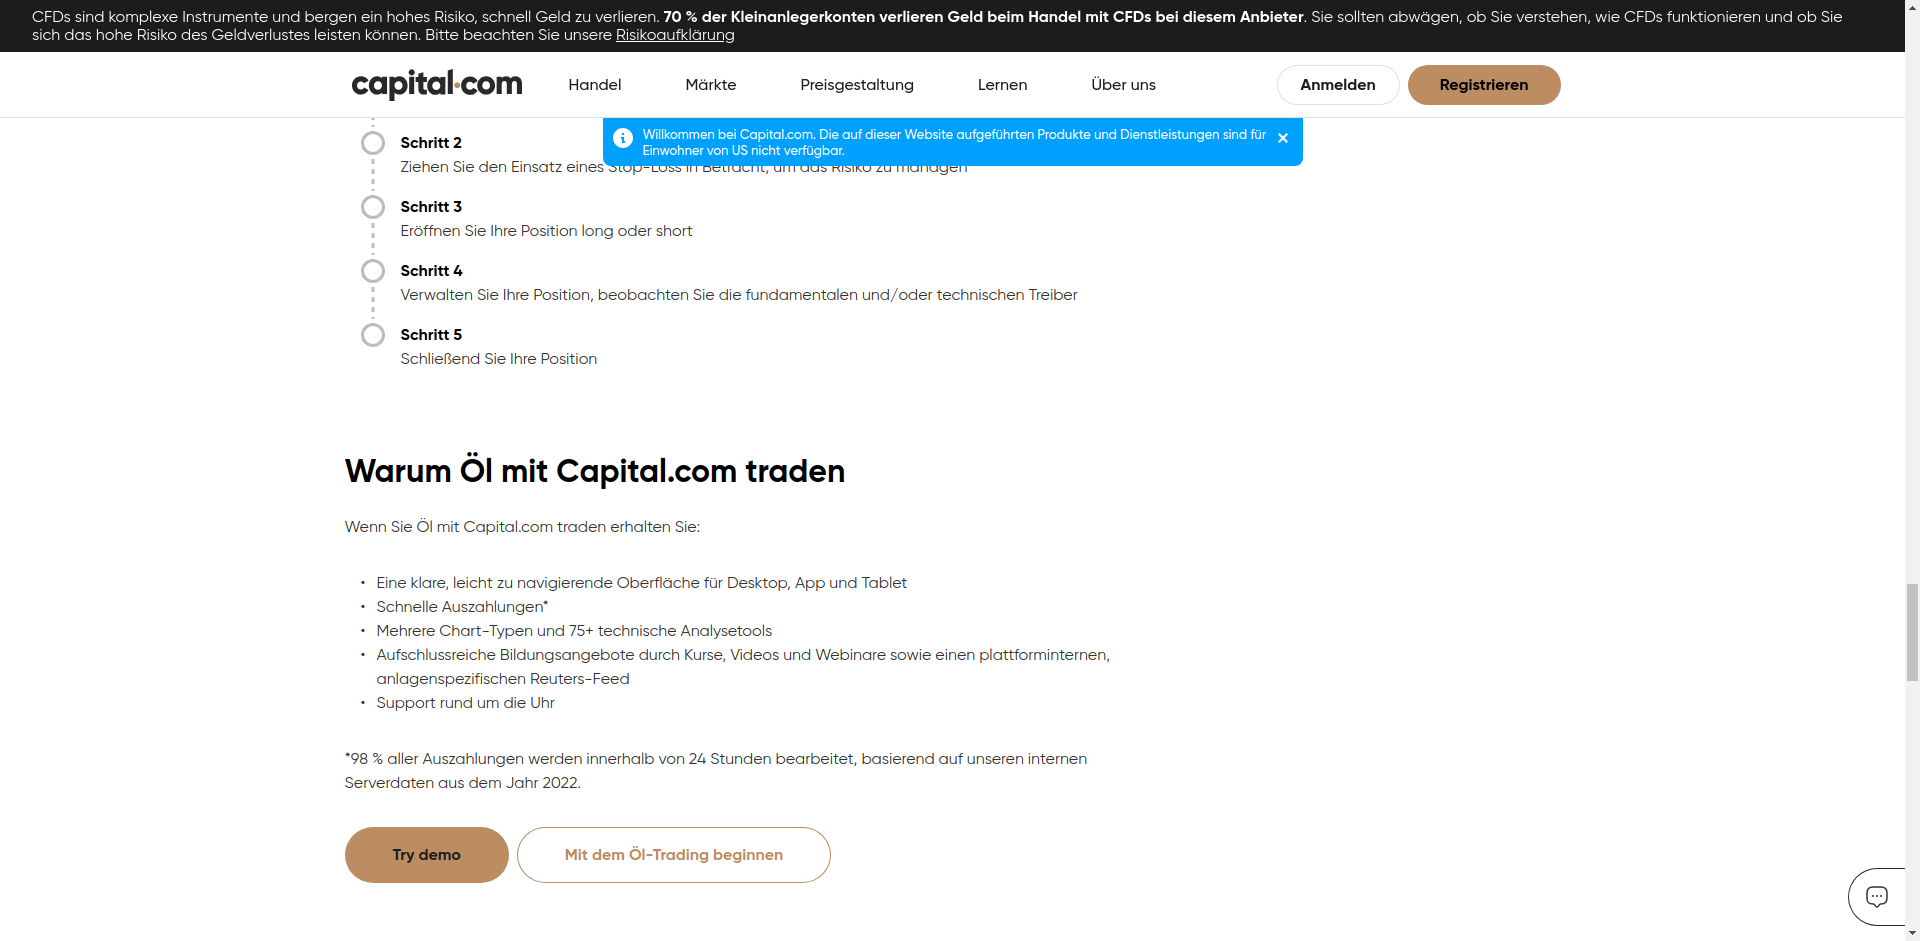 CFDs sind komplexe Instrumente und bergen ein hohes Risiko, schnell Geld zu verlieren. 70 % der Kleinanlegerkonten verlieren Geld beim Handel mit CFDs bei diesem Anbieter. Sie sollten abwägen, ob Sie verstehen, wie CFDs funktionieren und ob Sie
sich das hohe Risiko des Geldverlustes leisten können. Bitte beachten Sie unsere Risikoaufklärung
capital.com Handel Märkte Preisgestaltung Lernen Über uns Anmelden Registrieren
Willkommen bei Capital.com. Die auf dieser Website aufgeführten Produkte und Dienstleistungen sind für
Einwohner von US nicht verfügbar.
Schritt 2
Ziehen Sie den Einsatz eines Stop-Loss in Betracht, um das Risiko zu managen
Schritt 3
Eröffnen Sie Ihre Position long oder short
Schritt 4
Verwalten Sie Ihre Position, beobachten Sie die fundamentalen und/oder technischen Treiber
Schritt 5
Schließend Sie Ihre Position
Warum Öl mit Capital.com traden
Wenn Sie Öl mit Capital.com traden erhalten Sie:
• Eine klare, leicht zu navigierende Oberfläche für Desktop, App und Tablet
• Schnelle Auszahlungen*
• Mehrere Chart-Typen und 75+ technische Analysetools
• Aufschlussreiche Bildungsangebote durch Kurse, Videos und Webinare sowie einen plattforminternen,
anlagenspezifischen Reuters-Feed
• Support rund um die Uhr
*98 % aller Auszahlungen werden innerhalb von 24 Stunden bearbeitet, basierend auf unseren internen
Serverdaten aus dem Jahr 2022.
Try demo Mit dem Öl-Trading beginnen